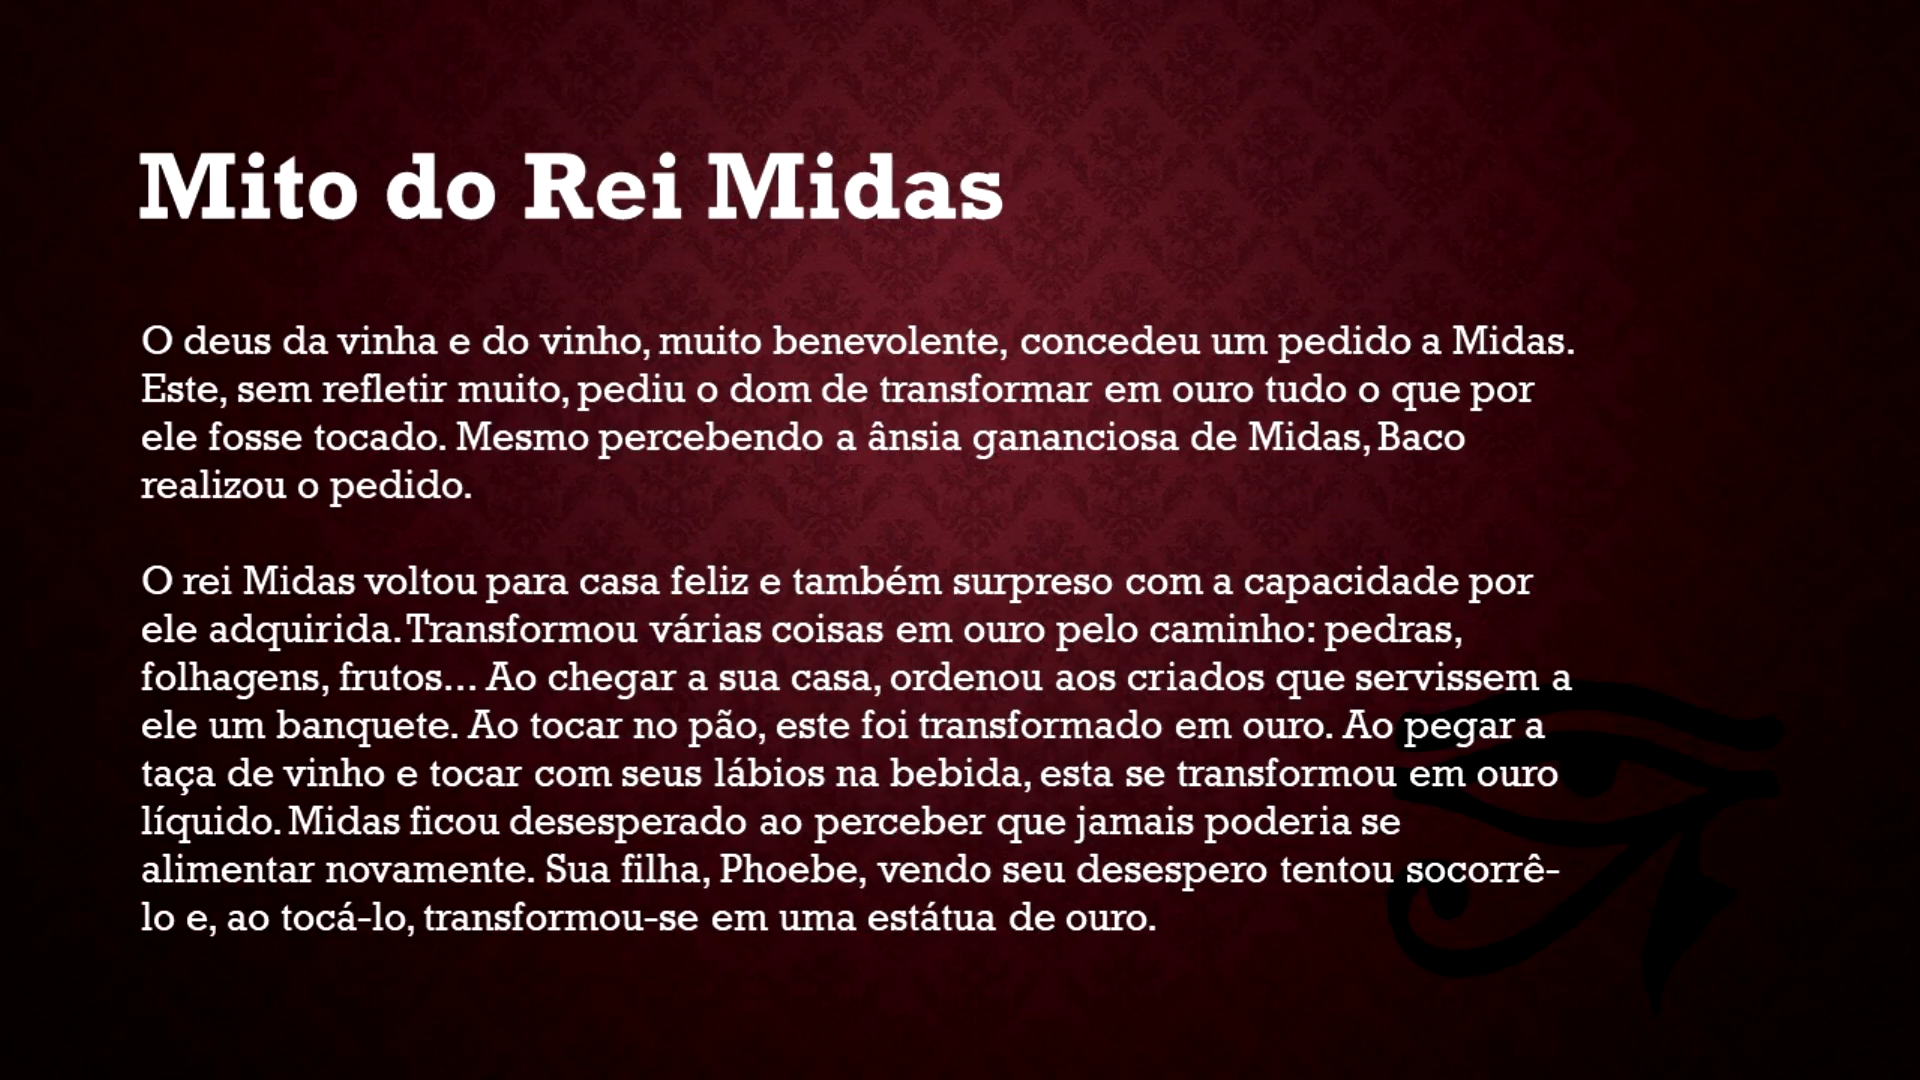 Mito do Rei Midas
O deus da vinha e do vinho, muito benevolente, concedeu um pedido a Midas.
Este, sem refletir muito, pediu o dom de transformar em ouro tudo o que por
ele fosse tocado. Mesmo percebendo a ânsia gananciosa de Midas, Baco
realizou o pedido.
O rei Midas voltou para casa feliz e também surpreso com a capacidade por
ele adquirida. Transformou várias coisas em ouro pelo caminho: pedras,
folhagens, frutos... Ao chegar a sua casa, ordenou aos criados que servissem a
ele um banquete. Ao tocar no pão, este foi transformado em ouro. Ao pegar a
taça de vinho e tocar com seus lábios na bebida, esta se transformou em ouro
líquido. Midas ficou desesperado ao perceber que jamais poderia se
alimentar novamente. Sua filha, Phoebe, vendo seu desespero tentou socorrê-
lo e, ao tocá-lo, transformou-se em uma estátua de ouro.